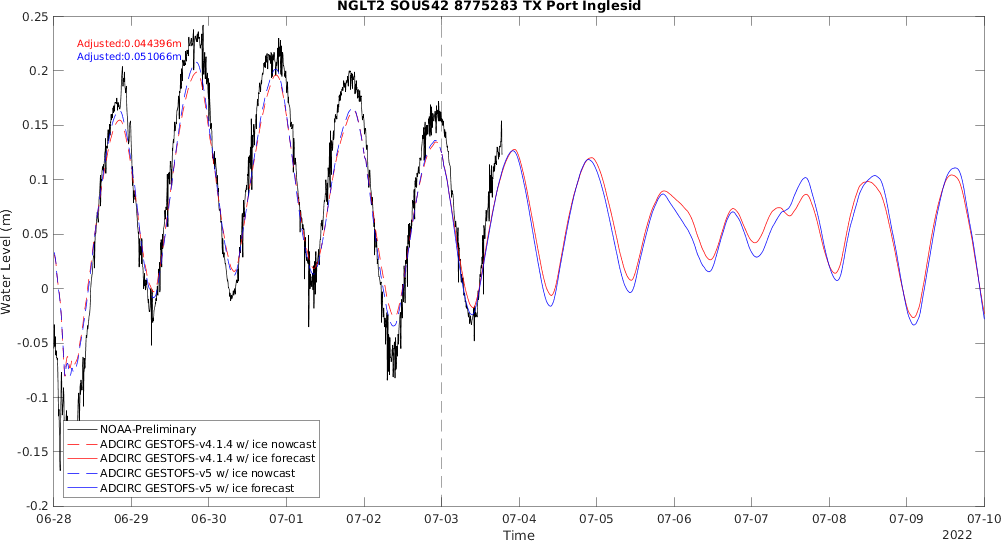 NGLT2 SOUS42 8775283 TX Port Inglesid
0.25
Adjusted:0.044396m
Adjusted:0.051066m
0.2
0.15
0.1
0.05
0
-0.05
-0.1
-0.15
-0.2
Water Level (m)
NOAA-Preliminary
ADCIRC GESTOFS-v4.1.4 w/ ice nowcast
ADCIRC GESTOFS-v4.1.4 w/ ice forecast
ADCIRC GESTOFS-v5 w/ ice nowcast
ADCIRC GESTOFS-v5 w/ ice forecast
06-28 06-29 06-30 07-01 07-02 07-03 07-04 07-05 07-06 07-07 07-08 07-09 07-10
Time
2022